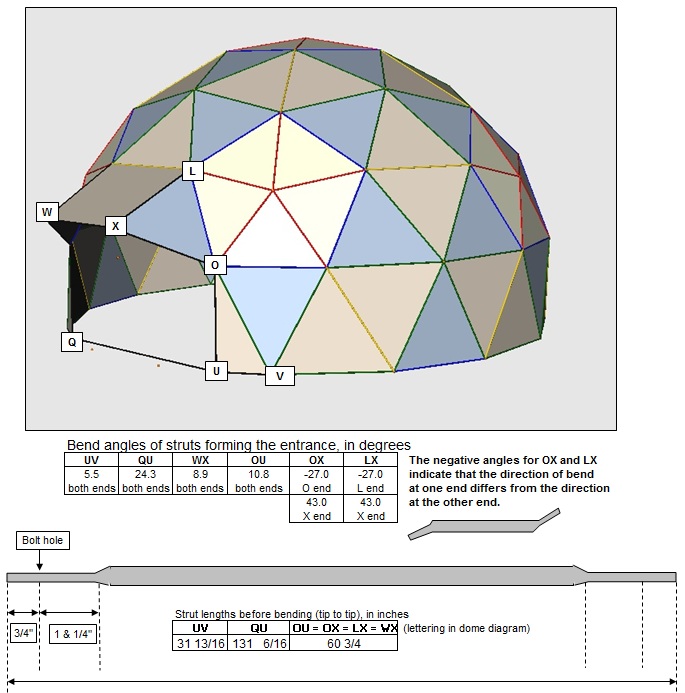 L
W
X
O
Q
U
V
Bend angles of struts forming the entrance, in degrees
UV QU WX OU OX LX
5.5 24.3 8.9 10.8 -27.0 -27.0
both ends both ends both ends both ends O end L end
43.0 43.0
X end X end
The negative angles for OX and LX
indicate that the direction of bend
at one end differs from the direction
at the other end.
Bolt hole
3/4"
1 & 1/4"
Strut lengths before bending (tip to tip), in inches
UV QU OU = OX = LX = WX (lettering in dome diagram)
31 13/16 131 6/16 60 3/4